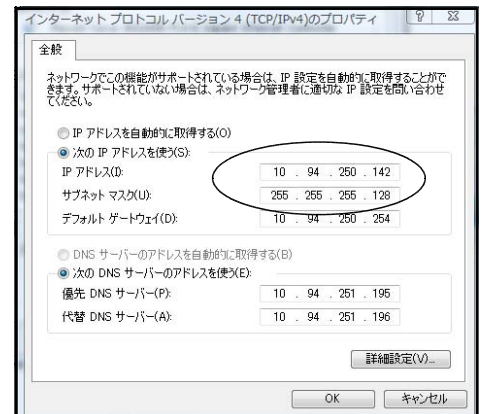 インターネット プロトコル バージョン 4 (TCP/IPv4)のプロパティ
全般
ネットワークでこの機能がサポートされている場合は、IP 設定を自動的に取得することがで
きます。サポートされていない場合は、ネットワーク管理者に適切な IP 設定を問い合わせ
てください。
IP アドレスを自動的に取得する(O)
次の IP アドレスを使う(S):
IP アドレス(I): 10 . 94 . 250 . 142
サブネット マスク(U): 255 . 255 . 255 . 128
デフォルト ゲートウェイ(D): 10 . 94 . 250 . 254
DNS サーバーのアドレスを自動的に取得する(B)
次の DNS サーバーのアドレスを使う(E):
優先 DNS サーバー(P): 10 . 94 . 251 . 195
代替 DNS サーバー(A): 10 . 94 . 251 . 196
詳細設定(V)...
OK キャンセル